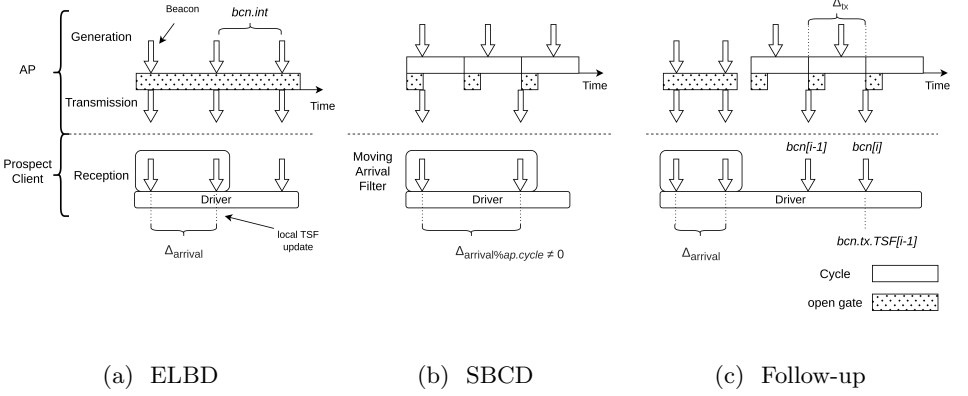 Beacon
bcn.int
Generation
AP
Transmission
Time
Prospect
Client
Reception
Driver
local TSF
update
Δarrival
Time
Moving
Arrival
Filter
Driver
Δarrival%ap.cycle ≠ 0
Δtx
Time
bcn[i-1]
bcn[i]
Driver
bcn.tx.TSF[i-1]
Δarrival
Cycle
open gate
(a) ELBD
(b) SBCD
(c) Follow-up